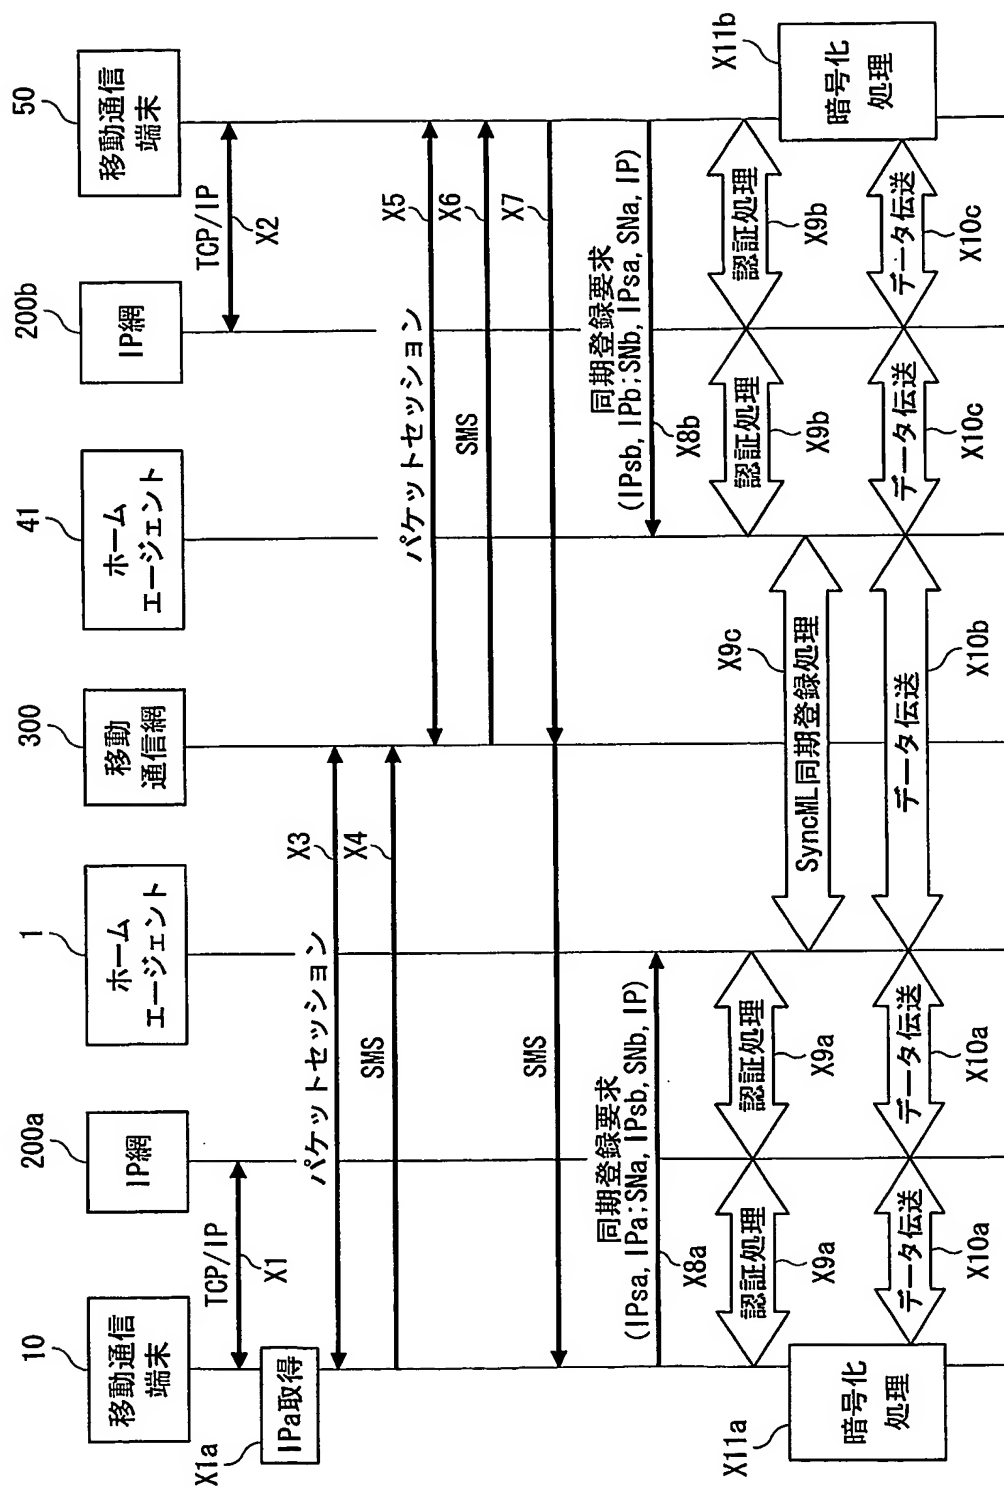 10
移動通信
端末
200a
IP網
1
ホーム
エージェント
300
移動
通信網
41
ホーム
エージェント
200b
IP網
50
移動通信
端末
X1a
IPa取得
TCP/IP
X1
TCP/IP
X2
パケットセッション
X3
SMS
X4
パケットセッション
X5
SMS
X6
SMS
X7
同期登録要求
(IPsa, IPa;SNa, IPsb, SNb, IP)
X8a
同期登録要求
(IPsb, IPb;SNb, IPsa, SNa, IP)
X8b
認証処理
X9a
認証処理
X9a
認証処理
X9b
認証処理
X9b
SyncML同期登録処理
X9c
データ伝送
X10a
データ伝送
X10a
データ伝送
X10b
データ伝送
X10c
データ伝送
X10c
X11a
暗号化
処理
X11b
暗号化
処理